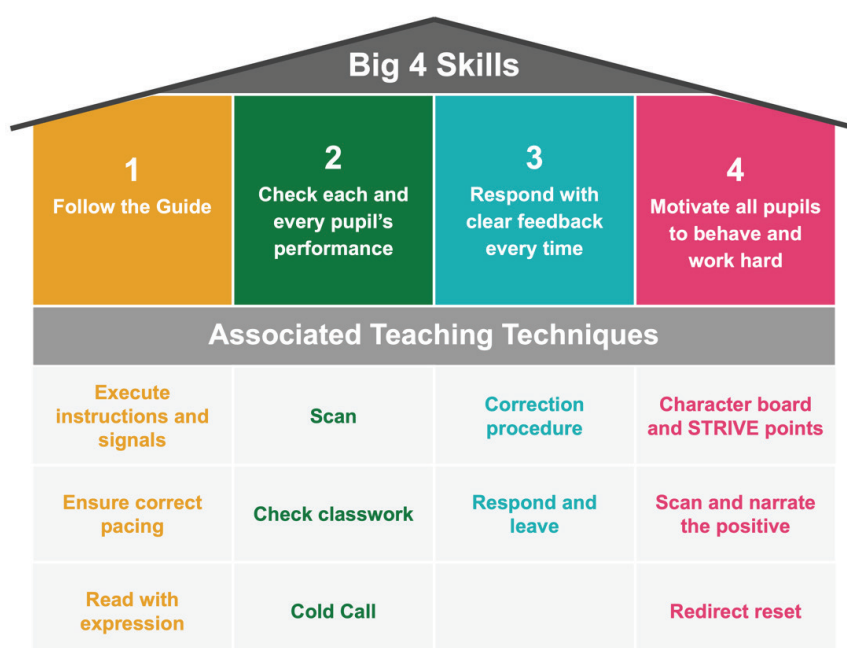 Big 4 Skills
1
Follow the Guide
2
Check each and
every pupil's
performance
3
Respond with
clear feedback
every time
4
Motivate all pupils
to behave and
work hard
Associated Teaching Techniques
Execute
instructions and
signals
Scan
Correction
procedure
Character board
and STRIVE points
Ensure correct
pacing
Check classwork
Respond and
leave
Scan and narrate
the positive
Read with
expression
Cold Call
Redirect reset